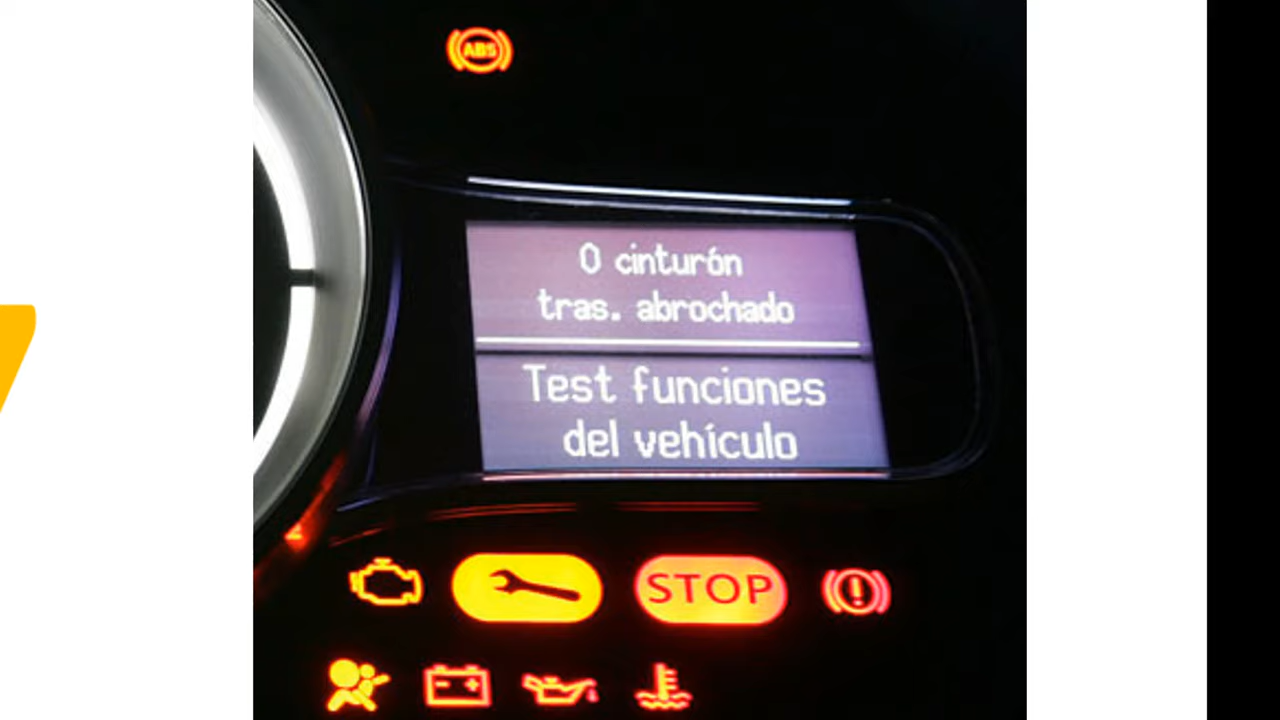 ABS
0 cinturón
tras. abrochado
Test funciones
del vehículo
STOP